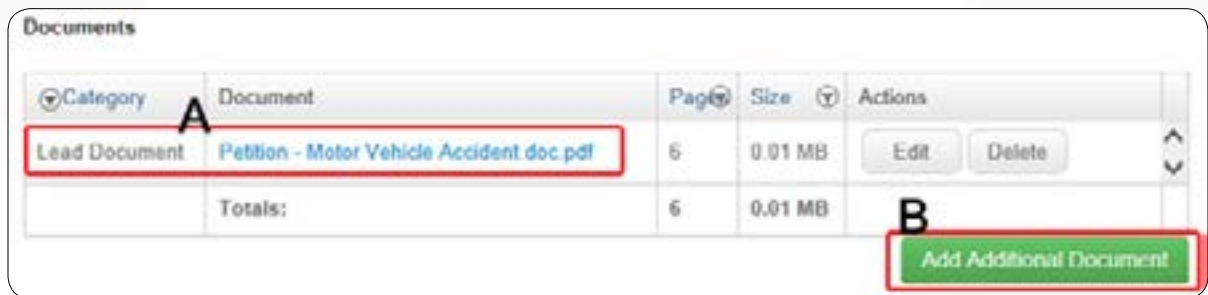 Documents
Category Document Pages Size Actions
A
Lead Document Petition - Motor Vehicle Accident.doc.pdf 6 0.01 MB Edit Delete
Totals: 6 0.01 MB
B
Add Additional Document